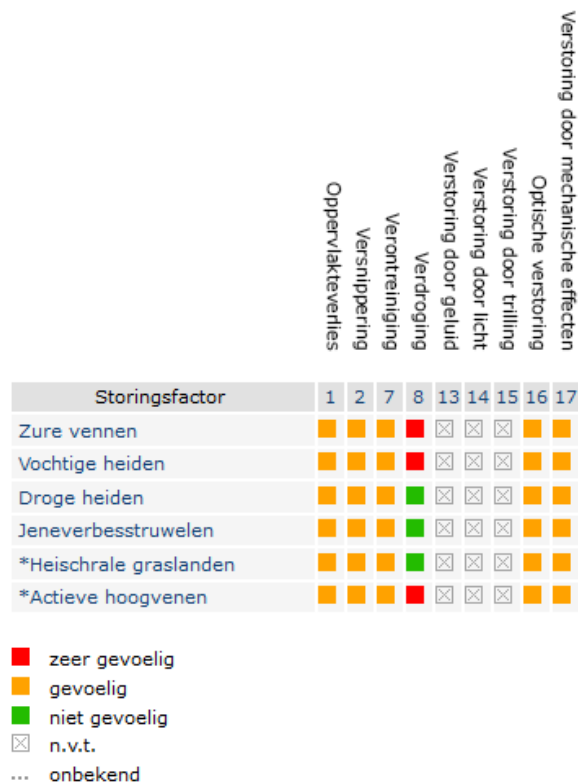 Oppervlakteverlies
Versnippering
Verontreiniging
Verdroging
Verstoring door geluid
Verstoring door licht
Verstoring door trilling
Optische verstoring
Verstoring door mechanische effecten
Storingsfactor 1 2 7 8 13 14 15 16 17
Zure vennen
Vochtige heiden
Droge heiden
Jeneverbesstruwelen
*Heischrale graslanden
*Actieve hoogvenen
zeer gevoelig
gevoelig
niet gevoelig
n.v.t.
... onbekend